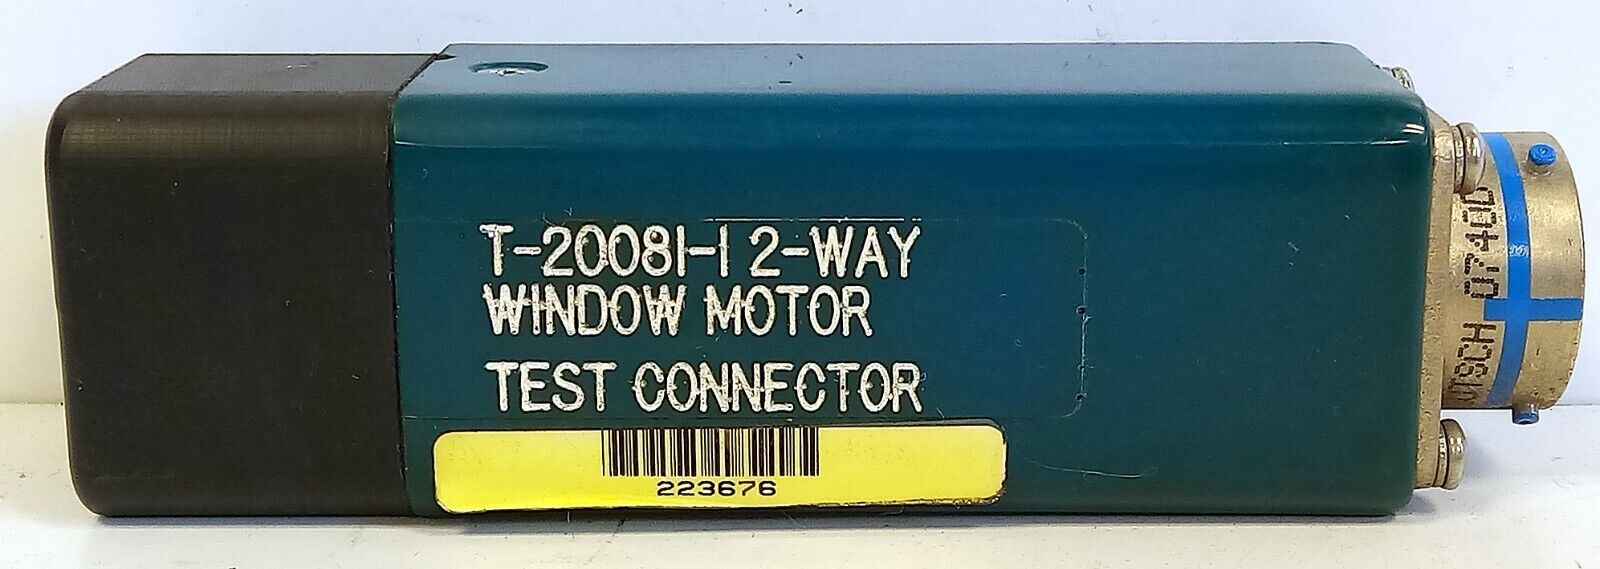 T-20081-1 2-WAY
WINDOW MOTOR
TEST CONNECTOR
223676